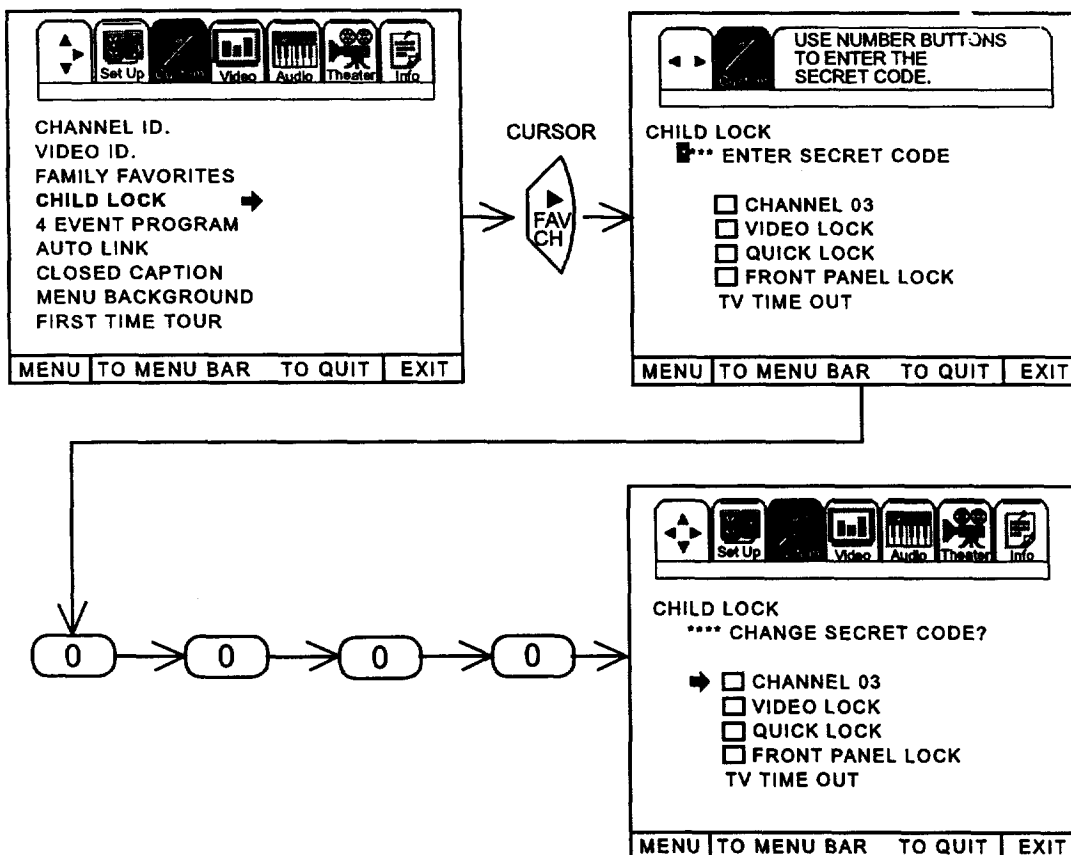 Set Up
Video
Audio
Theater
Info
CHANNEL ID.
VIDEO ID.
FAMILY FAVORITES
CHILD LOCK
4 EVENT PROGRAM
AUTO LINK
CLOSED CAPTION
MENU BACKGROUND
FIRST TIME TOUR
MENU TO MENU BAR TO QUIT EXIT
CURSOR
FAV
CH
USE NUMBER BUTTONS
TO ENTER THE
SECRET CODE.
CHILD LOCK
*** ENTER SECRET CODE
CHANNEL 03
VIDEO LOCK
QUICK LOCK
FRONT PANEL LOCK
TV TIME OUT
MENU TO MENU BAR TO QUIT EXIT
0 0 0 0
Set Up
Video
Audio
Theater
Info
CHILD LOCK
**** CHANGE SECRET CODE?
CHANNEL 03
VIDEO LOCK
QUICK LOCK
FRONT PANEL LOCK
TV TIME OUT
MENU TO MENU BAR TO QUIT EXIT